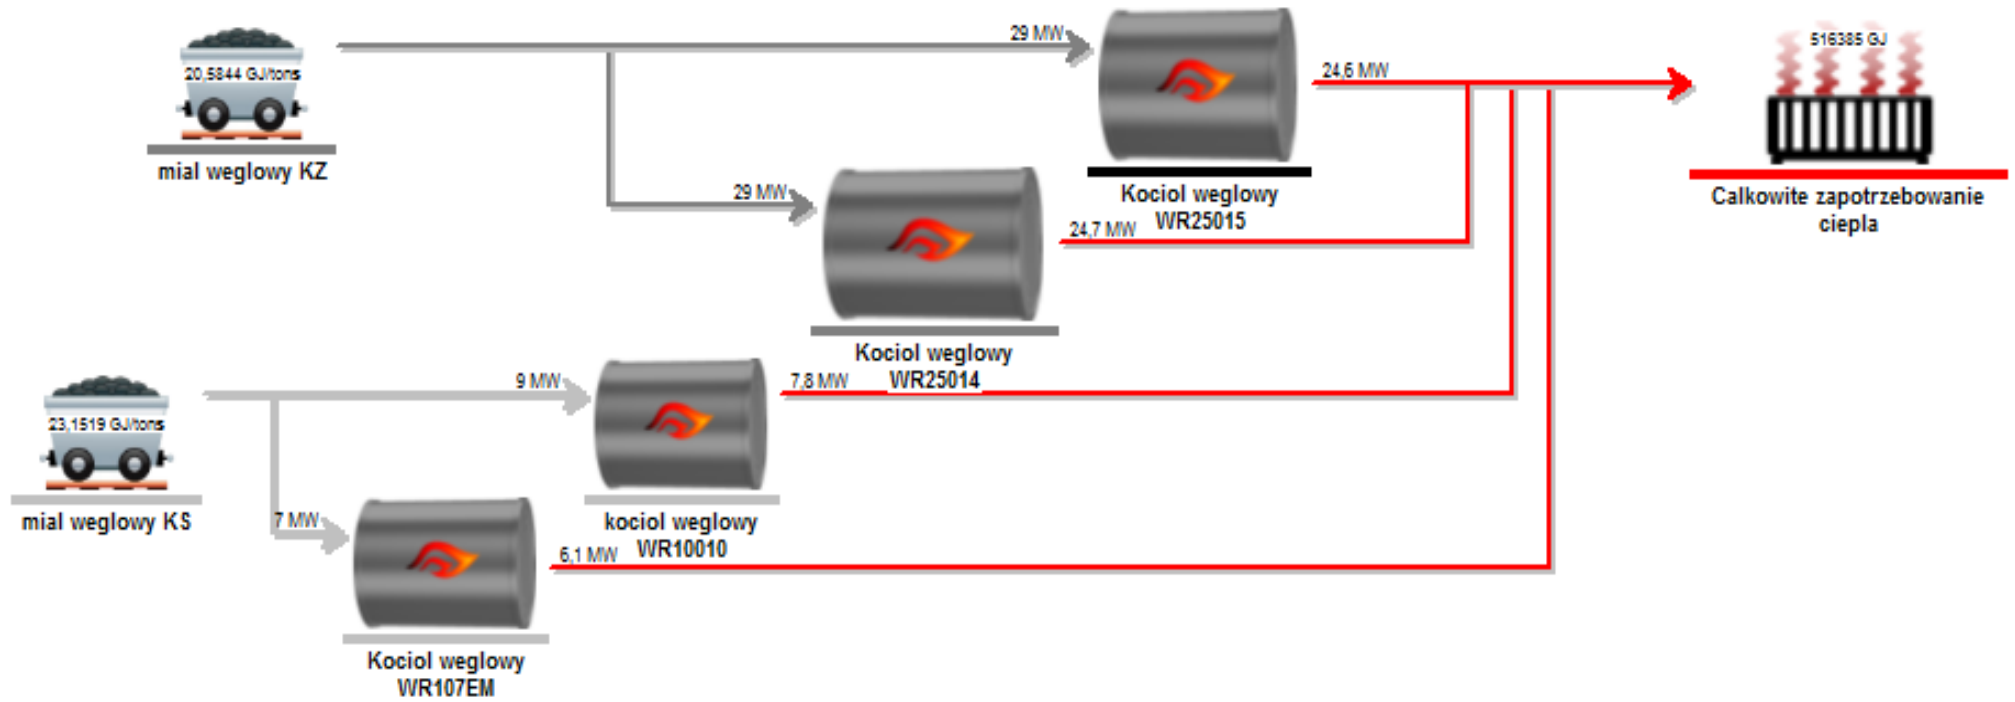 20,5844 GJ/tons
mial weglowy KZ
29 MW
29 MW
Kociol weglowy
WR25015
24,6 MW
516385 GJ
Calkowite zapotrzebowanie
ciepla
Kociol weglowy
WR25014
24,7 MW
23,1519 GJ/tons
mial weglowy KS
9 MW
kociol weglowy
WR10010
7,8 MW
7 MW
Kociol weglowy
WR107EM
6,1 MW